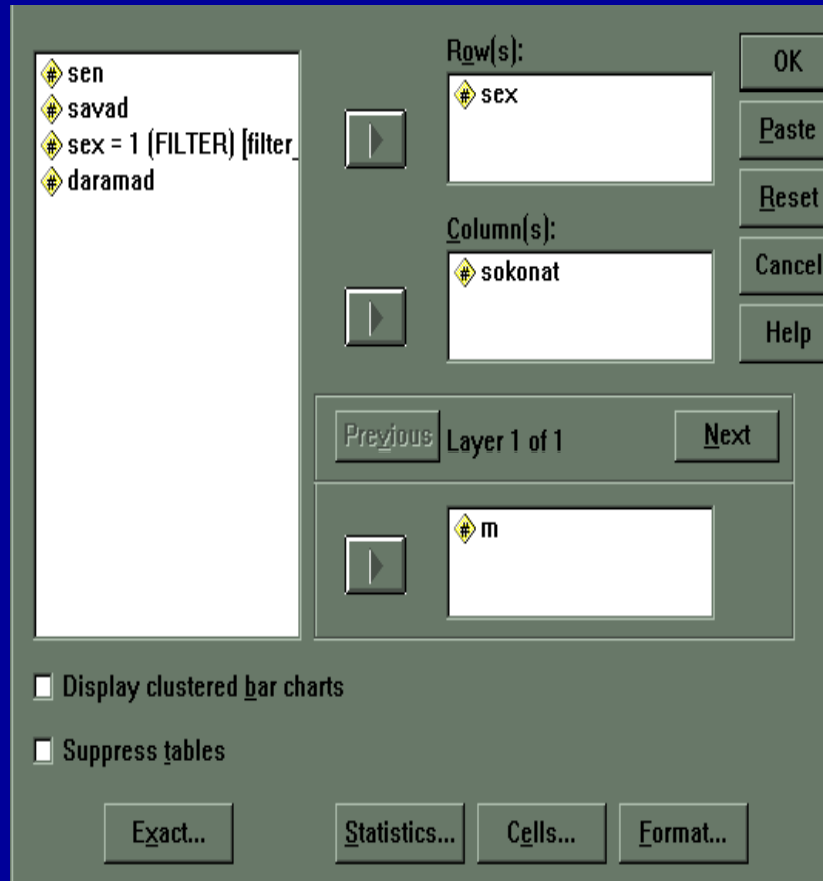 sen
savad
sex = 1 (FILTER) [filter_
daramad
Row(s):
sex
Column(s):
sokonat
Previous
Layer 1 of 1
Next
m
OK
Paste
Reset
Cancel
Help
Display clustered bar charts
Suppress tables
Exact...
Statistics...
Cells...
Format...